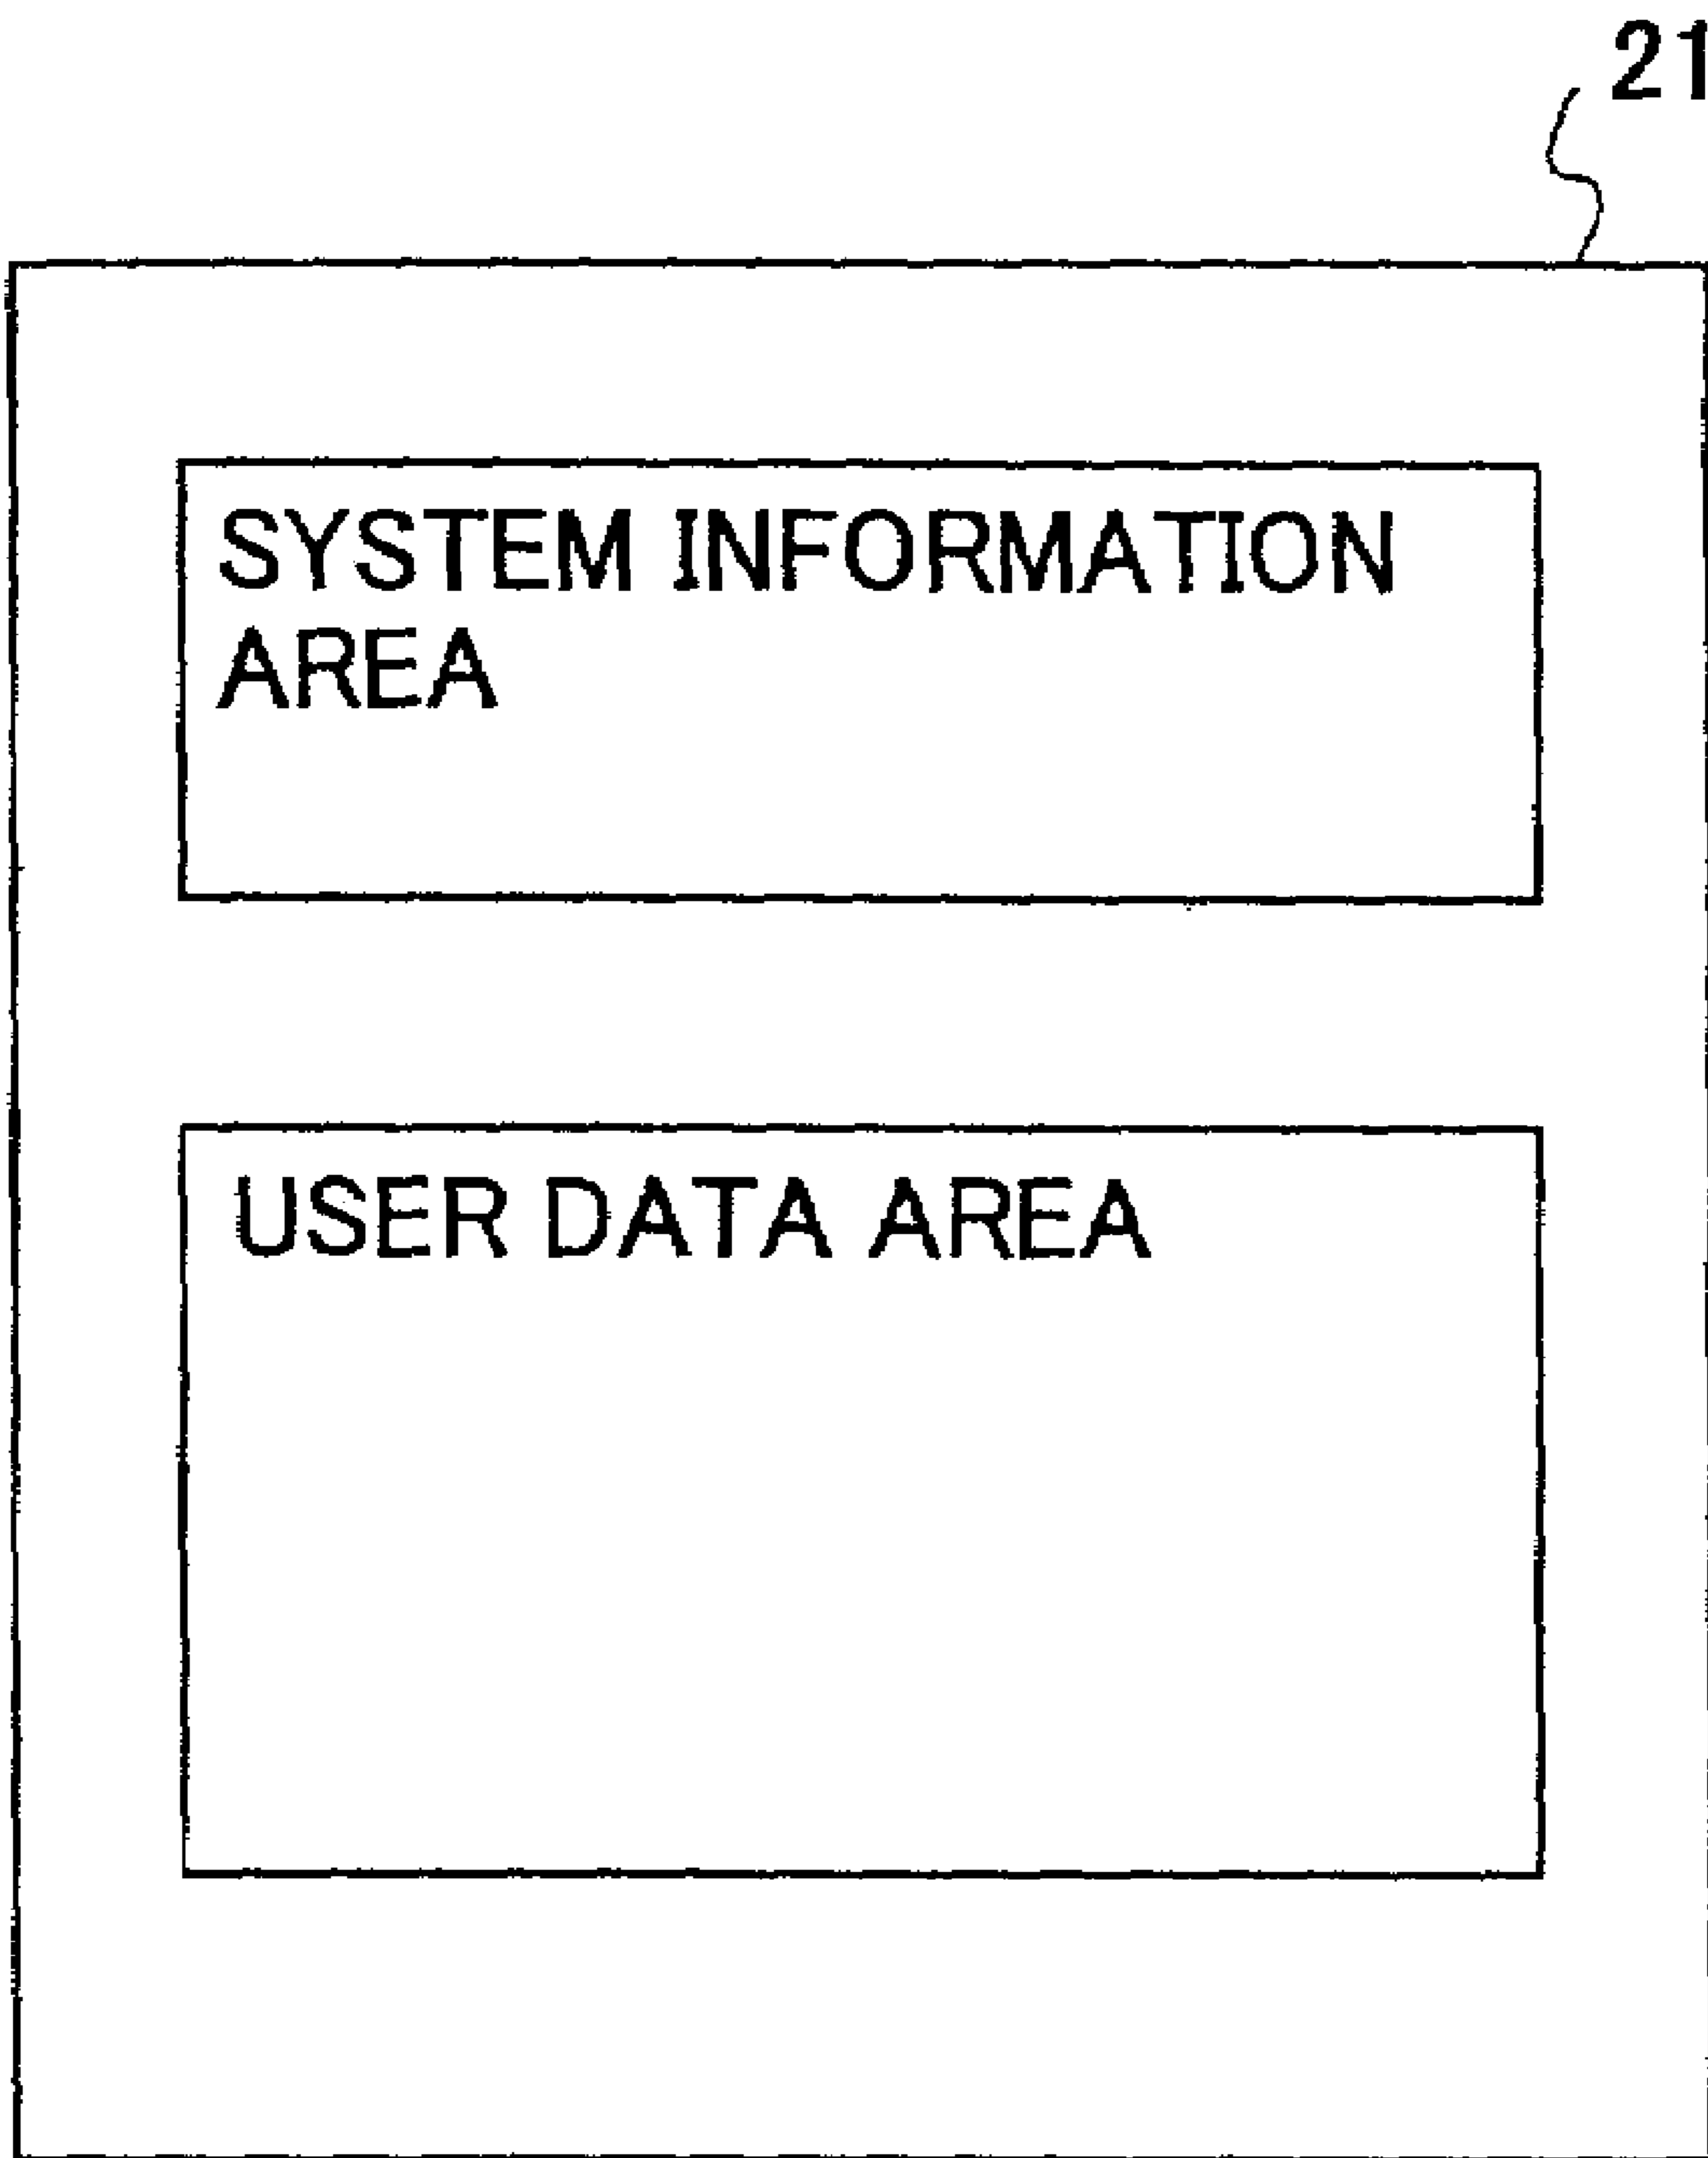 21
SYSTEM INFORMATION
AREA
USER DATA AREA